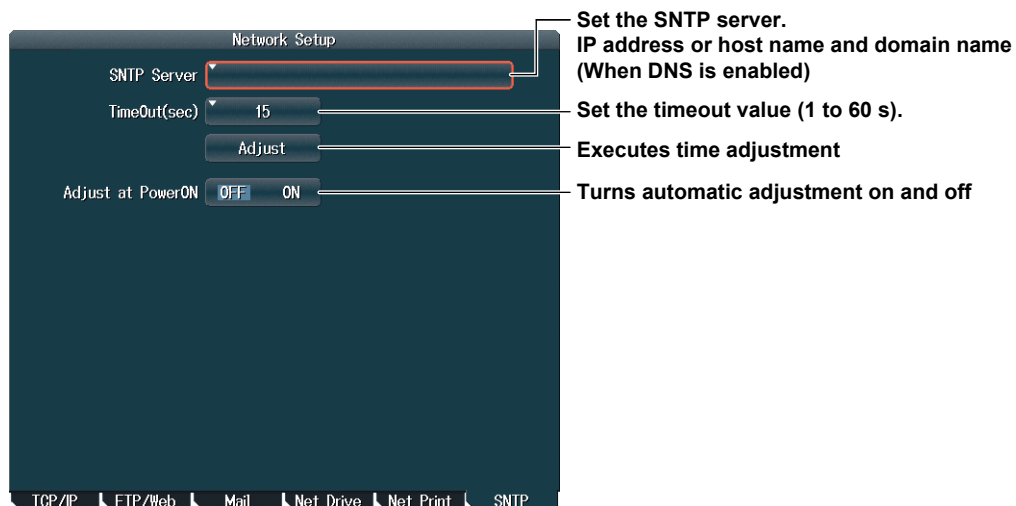 Network Setup
SNTP Server
TimeOut(sec) 15
Adjust
Adjust at PowerON OFF ON
TCP/IP FTP/Web Mail Net Drive Net Print SNTP
Set the SNTP server.
IP address or host name and domain name
(When DNS is enabled)
Set the timeout value (1 to 60 s).
Executes time adjustment
Turns automatic adjustment on and off